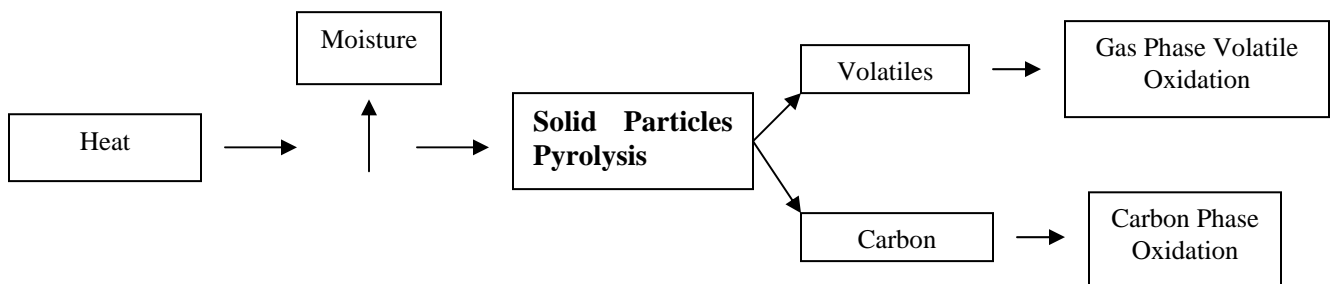 Heat
Moisture
Solid Particles
Pyrolysis
Volatiles
Gas Phase Volatile
Oxidation
Carbon
Carbon Phase
Oxidation